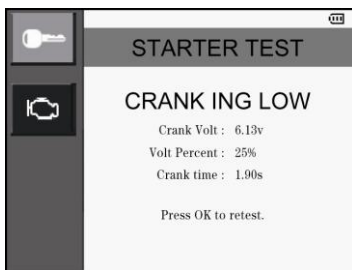 STARTER TEST
CRANK ING LOW
Crank Volt : 6.13v
Volt Percent : 25%
Crank time : 1.90s
Press OK to retest.